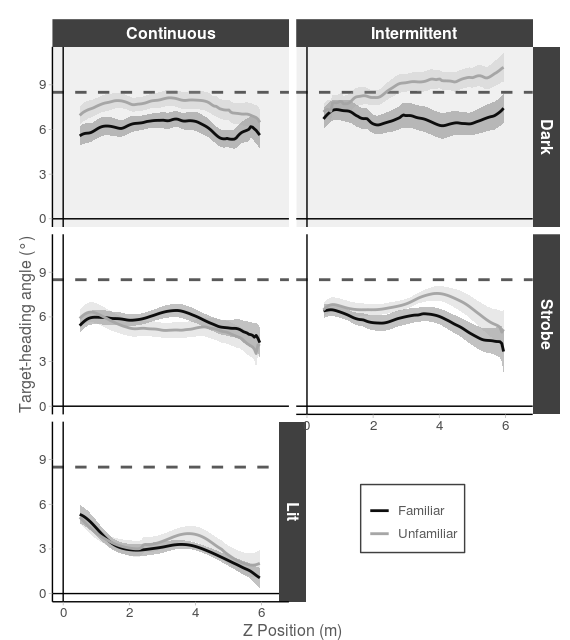 Continuous
Intermittent
9
6
3
0
Dark
9
6
3
0
Strobe
0
2
4
6
9
6
3
0
Lit
0
2
4
6
Target-heading angle (°)
Z Position (m)
Familiar
Unfamiliar